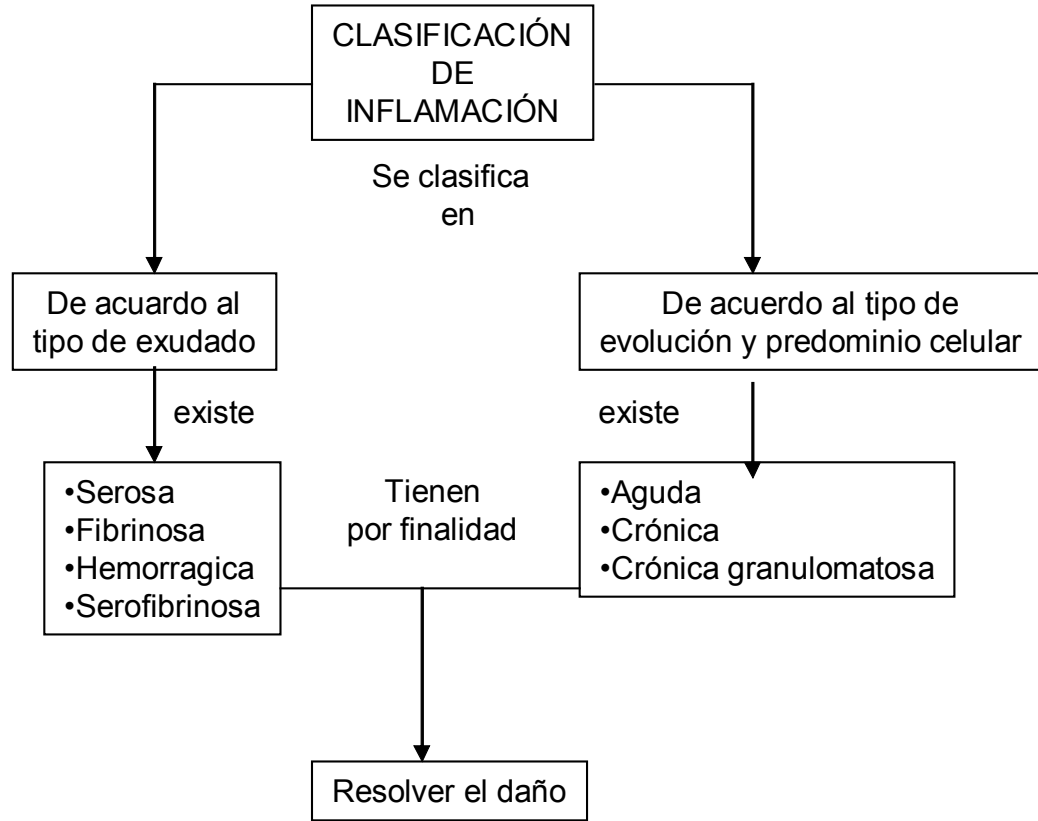 CLASIFICACIÓN
DE
INFLAMACIÓN
Se clasifica
en
De acuardo al
tipo de exudado
De acuerdo al tipo de
evolución y predominio celular
existe
existe
•Serosa
•Fibrinosa
•Hemorragica
•Serofibrinosa
Tienen
por finalidad
•Aguda
•Crónica
•Crónica granulomatosa
Resolver el daño